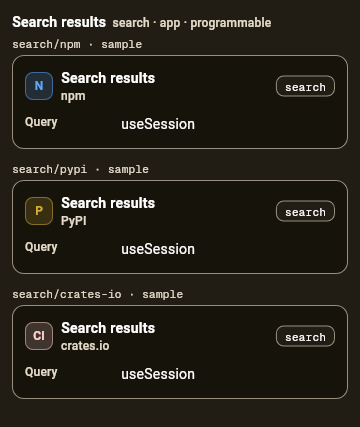 Search results search · app · programmable
search/npm · sample
N Search results search
npm
Query useSession
search/pypi · sample
P Search results search
PyPI
Query useSession
search/crates-io · sample
CI Search results search
crates.io
Query useSession